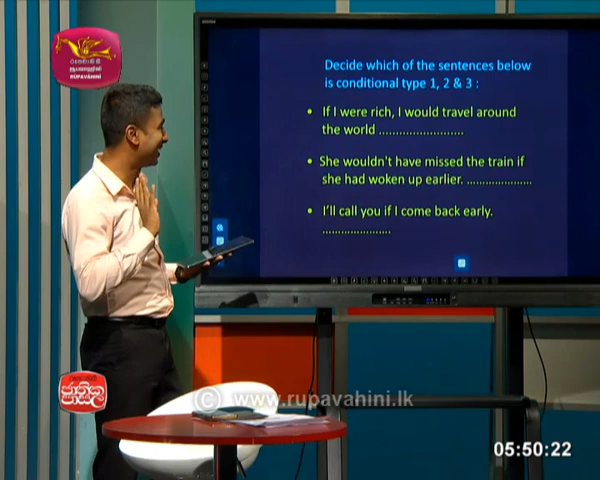 Decide which of the sentences below
is conditional type 1, 2 & 3 :
• If I were rich, I would travel around
the world ..........................
• She wouldn't have missed the train if
she had woken up earlier. .....................
• I'll call you if I come back early.
......................
RUPAVAHINI
© www.rupavahini.lk
05:50:22